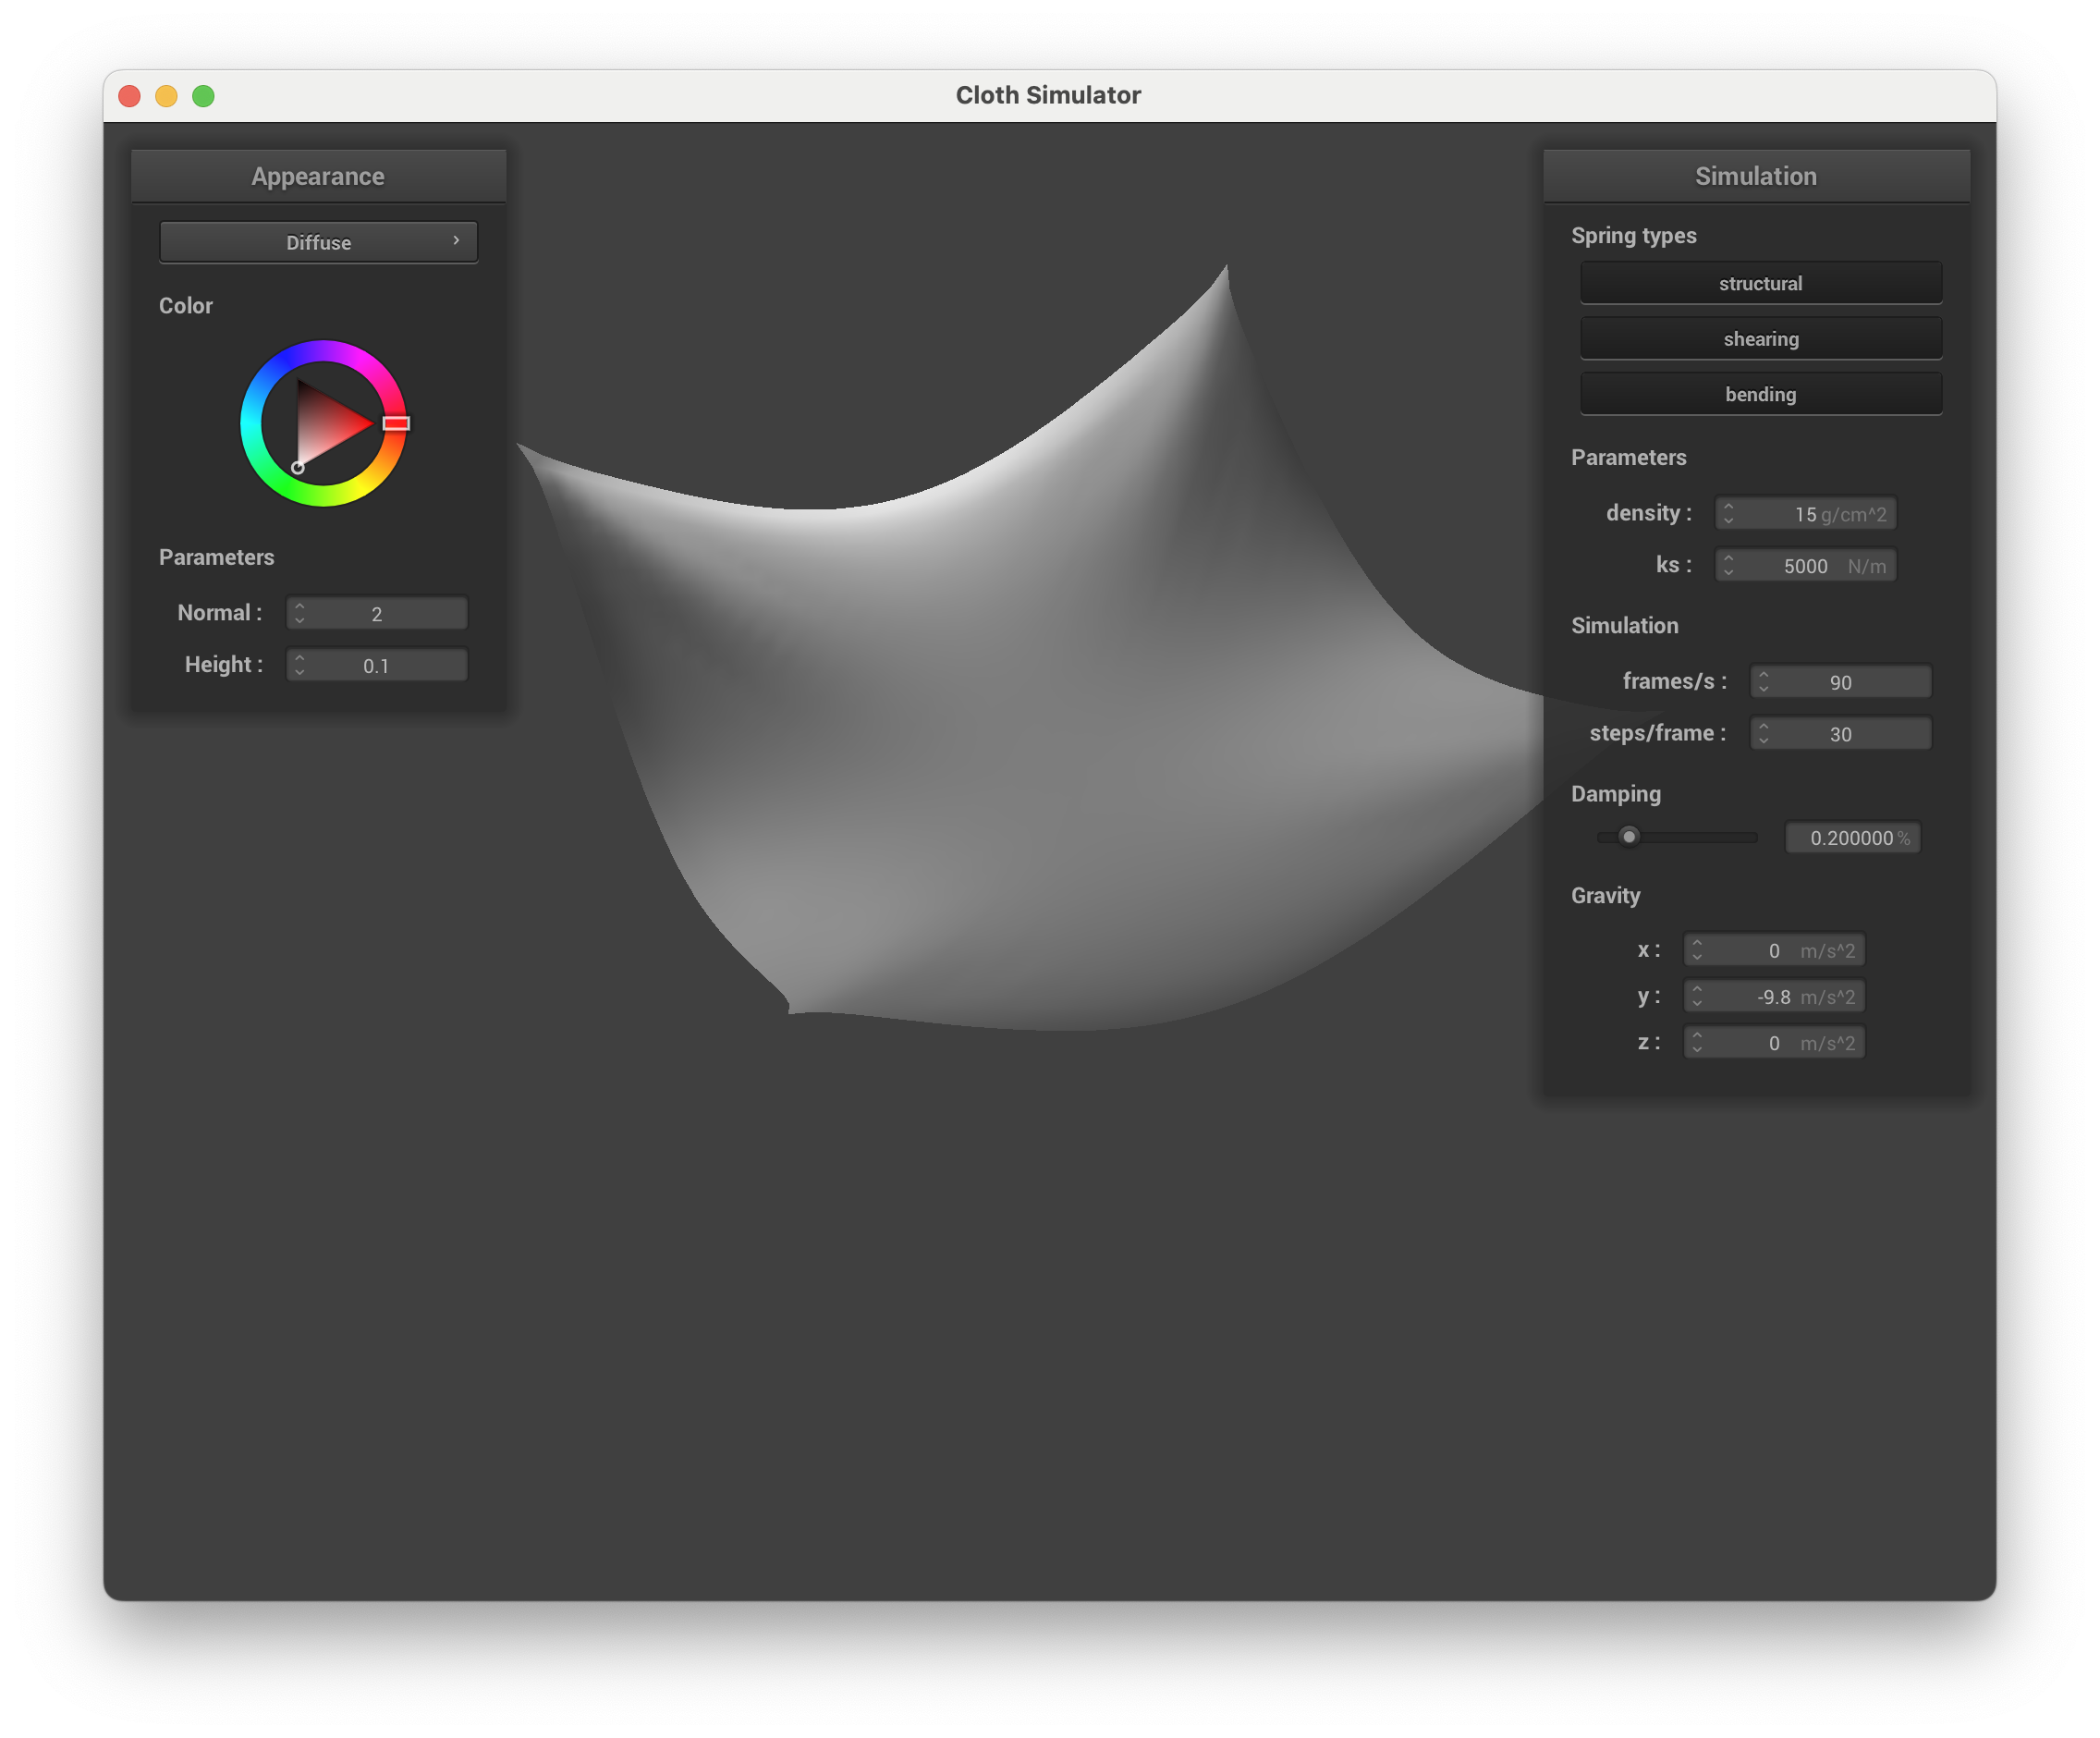 Cloth Simulator
Appearance
Diffuse
Color
Parameters
Normal : 2
Height : 0.1
Simulation
Spring types
structural
shearing
bending
Parameters
density : 15 g/cm^2
ks : 5000 N/m
Simulation
frames/s : 90
steps/frame : 30
Damping
0.200000 %
Gravity
x : 0 m/s^2
y : -9.8 m/s^2
z : 0 m/s^2